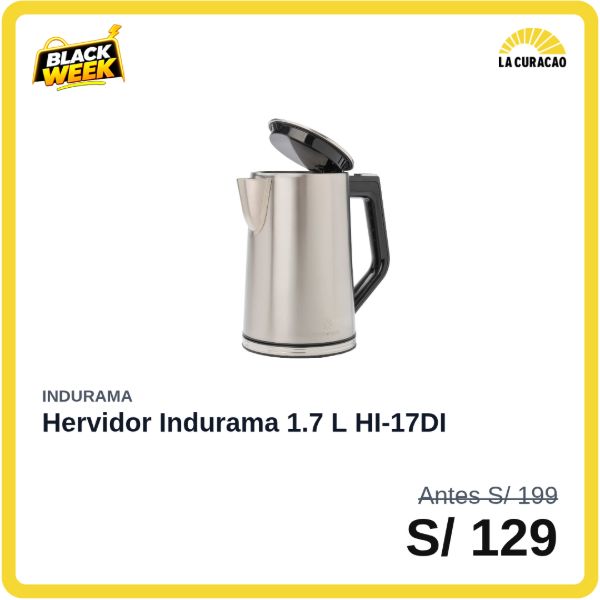 BLACK
WEEK
LA CURACAO
INDURAMA
Hervidor Indurama 1.7 L HI-17DI
Antes S/ 199
S/ 129